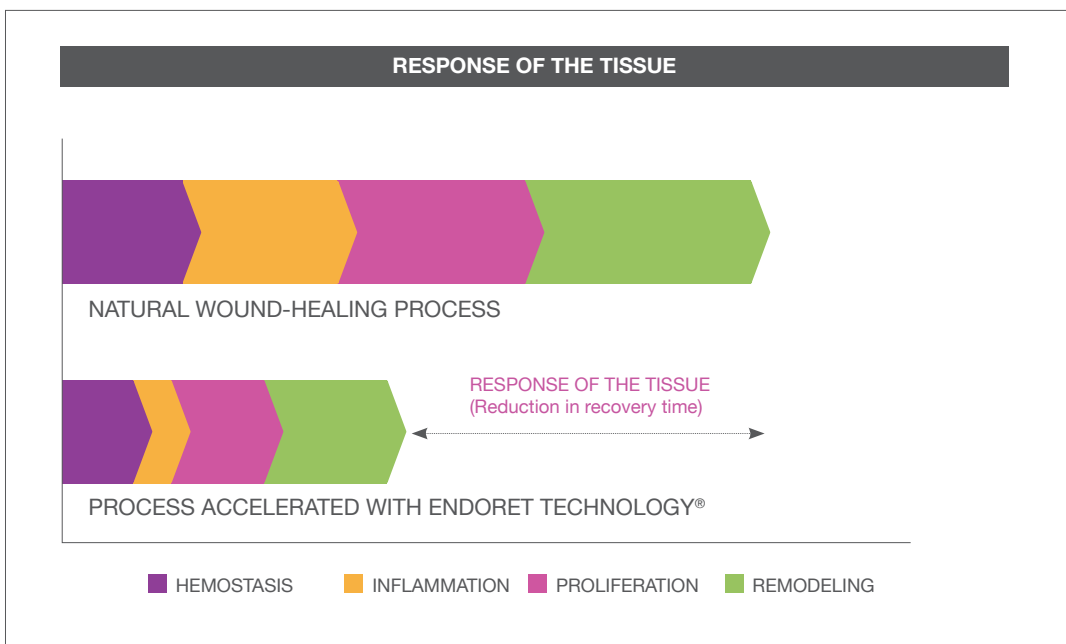 RESPONSE OF THE TISSUE
NATURAL WOUND-HEALING PROCESS
RESPONSE OF THE TISSUE
(Reduction in recovery time)
PROCESS ACCELERATED WITH ENDORET TECHNOLOGY®
HEMOSTASIS
INFLAMMATION
PROLIFERATION
REMODELING